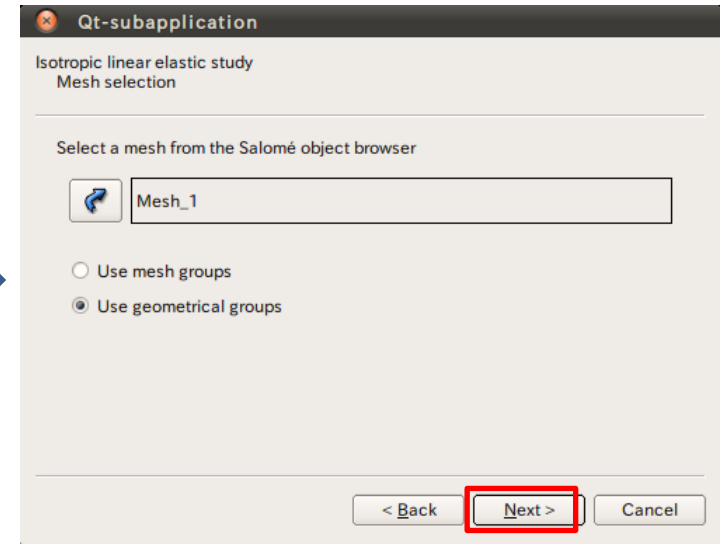 Qt-subapplication
Isotropic linear elastic study
Mesh selection
Select a mesh from the Salomé object browser
Mesh_1
Use mesh groups
Use geometrical groups
< Back Next > Cancel